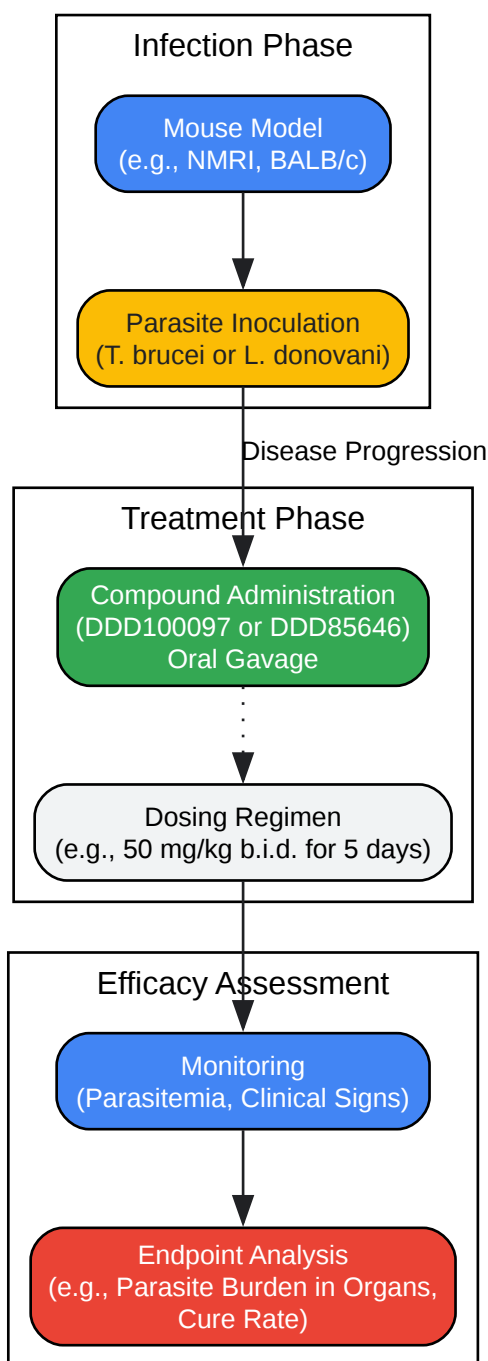 Infection Phase
Mouse Model
(e.g., NMRI, BALB/c)
Parasite Inoculation
(T. brucei or L. donovani)
Disease Progression
Treatment Phase
Compound Administration
(DDD100097 or DDD85646)
Oral Gavage
Dosing Regimen
(e.g., 50 mg/kg b.i.d. for 5 days)
Efficacy Assessment
Monitoring
(Parasitemia, Clinical Signs)
Endpoint Analysis
(e.g., Parasite Burden in Organs,
Cure Rate)